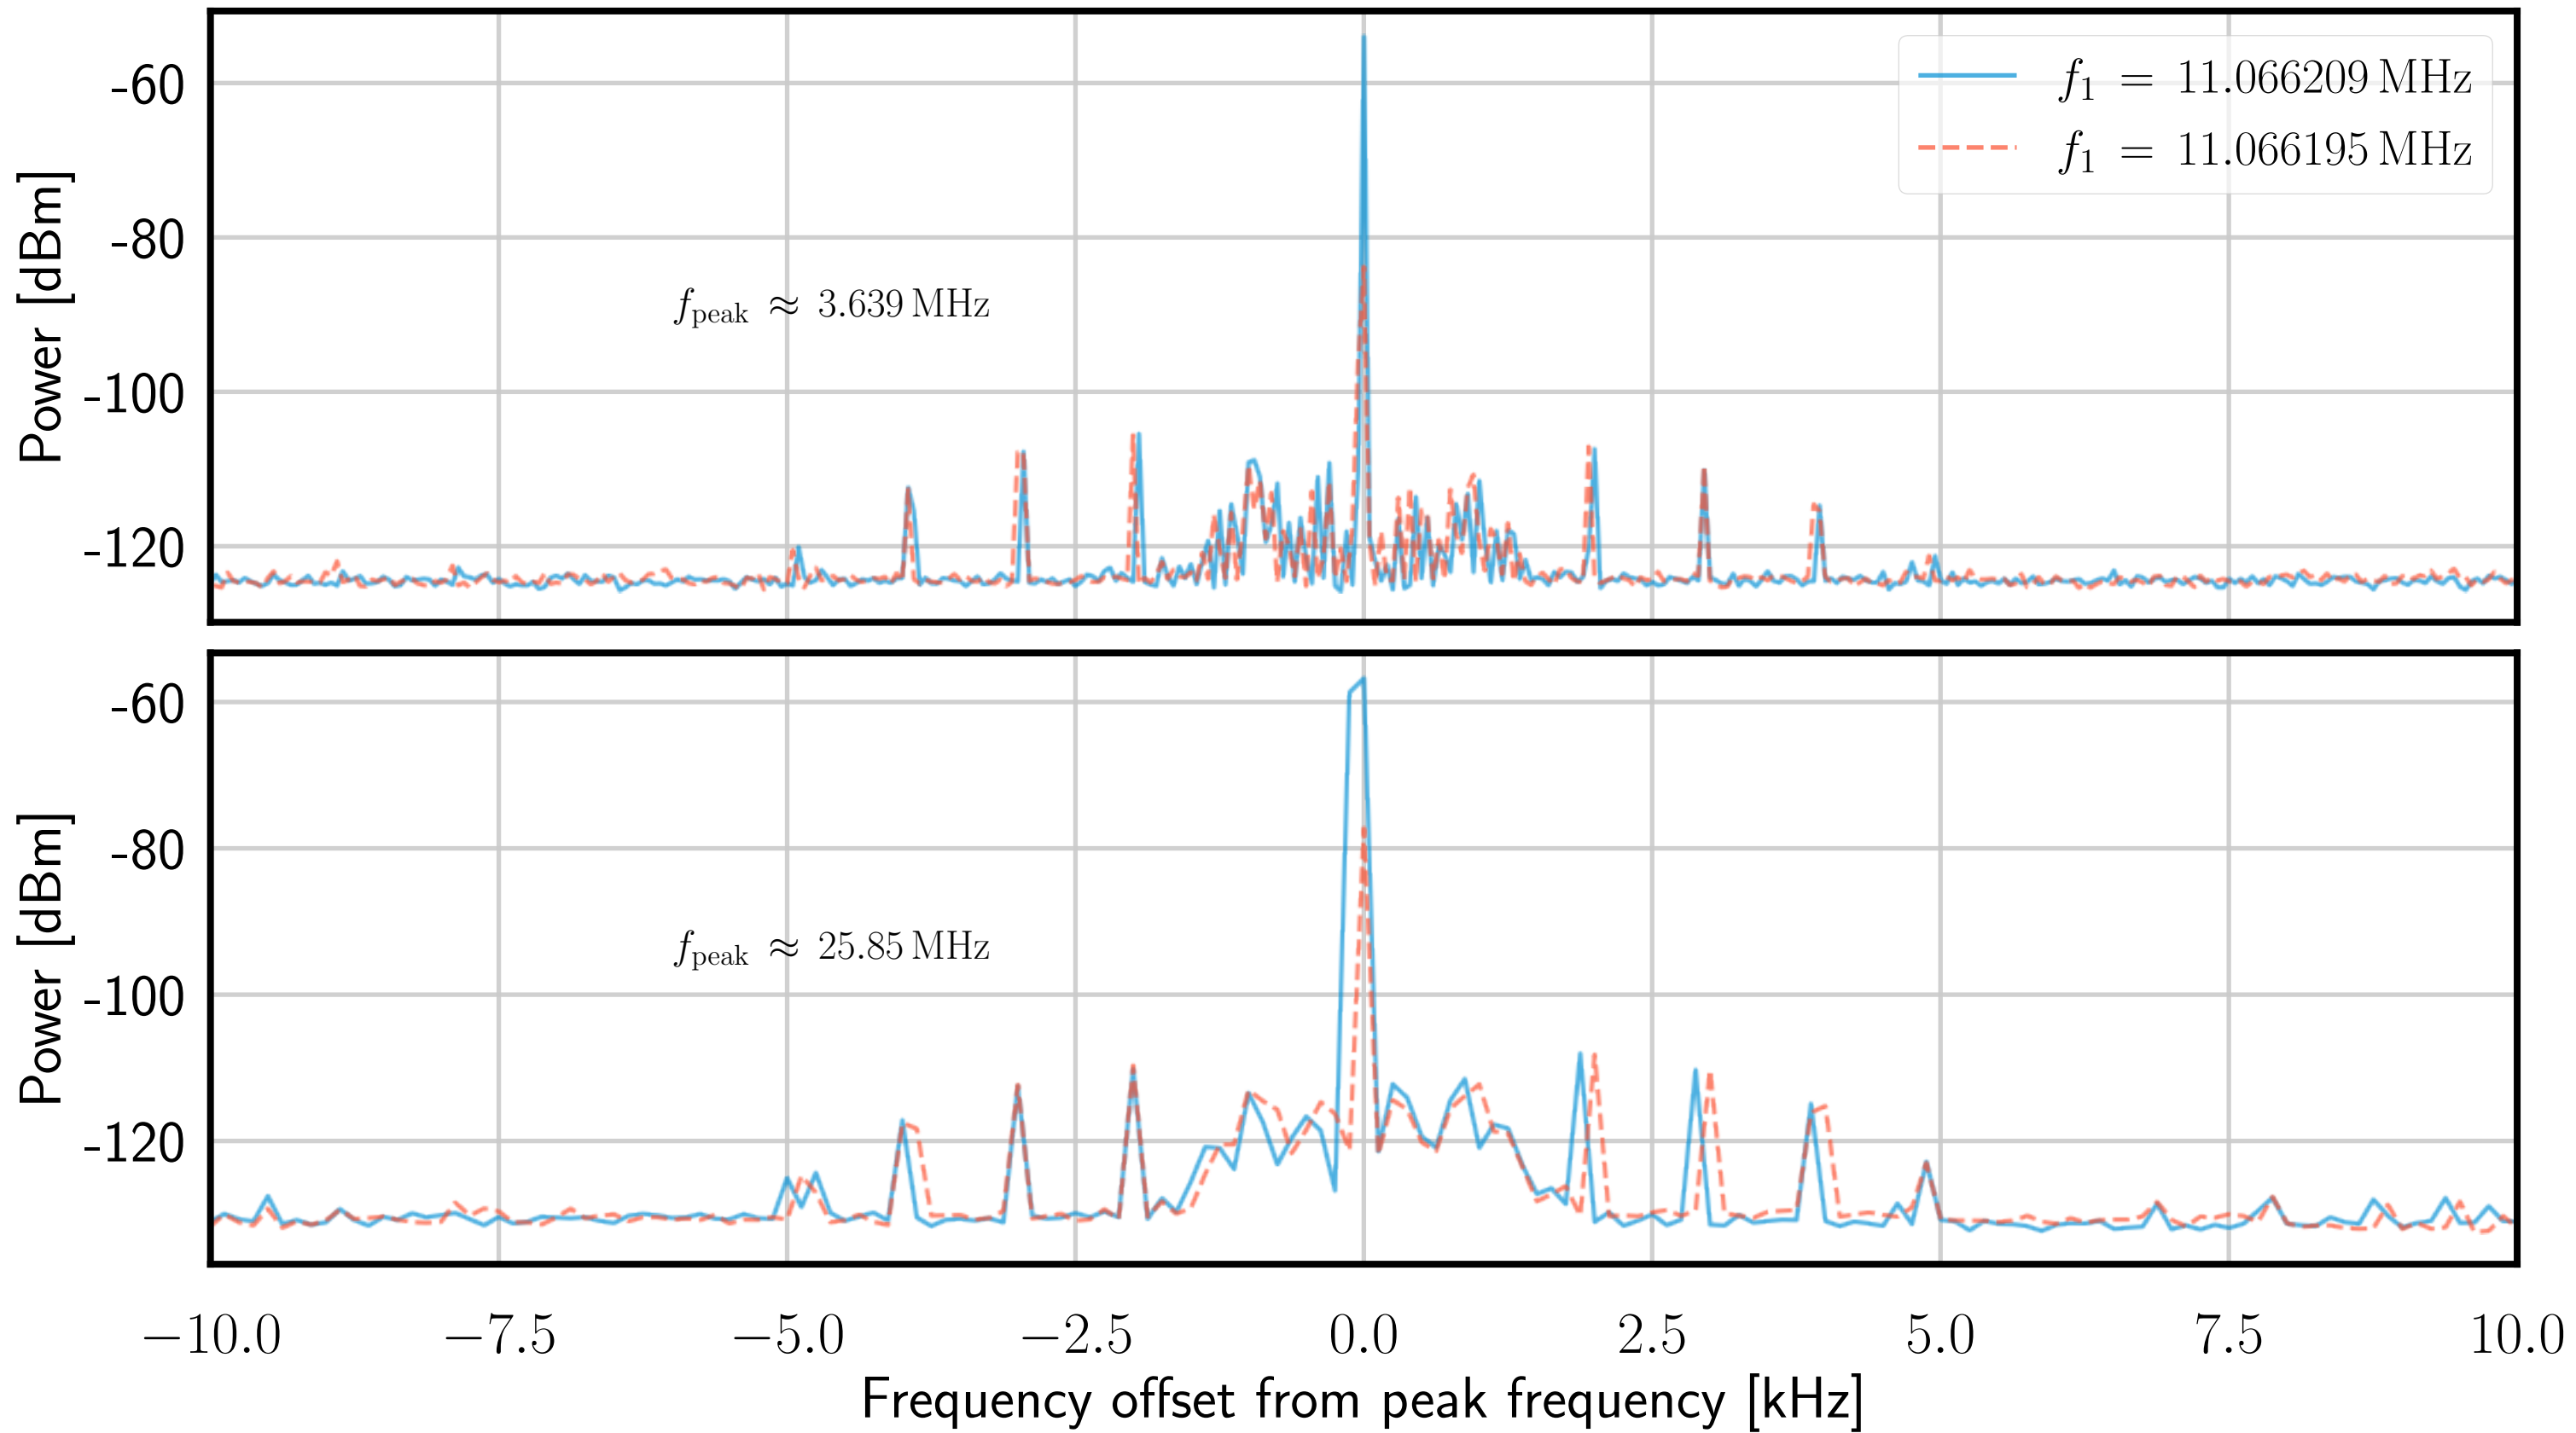 Power [dBm]
-60
-80
-100
-120
f₁ = 11.066209 MHz
f₁ = 11.066195 MHz
f_peak ≈ 3.639 MHz
Power [dBm]
-60
-80
-100
-120
f_peak ≈ 25.85 MHz
−10.0 −7.5 −5.0 −2.5 0.0 2.5 5.0 7.5 10.0
Frequency offset from peak frequency [kHz]